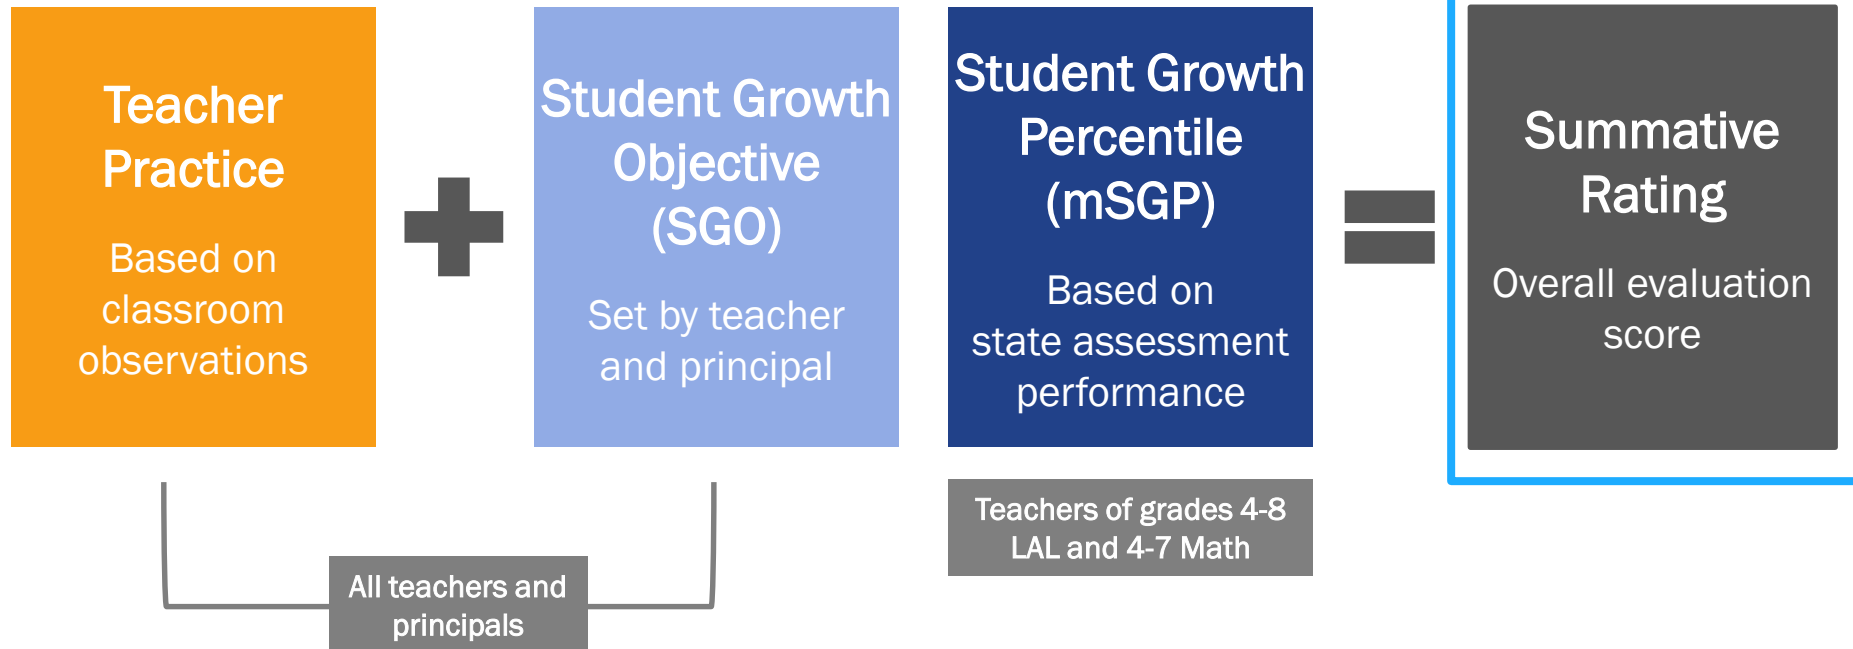 Teacher
Practice
Based on
classroom
observations
Student Growth
Objective
(SGO)
Set by teacher
and principal
Student Growth
Percentile
(mSGP)
Based on
state assessment
performance
Summative
Rating
Overall evaluation
score
Teachers of grades 4-8
LAL and 4-7 Math
All teachers and
principals